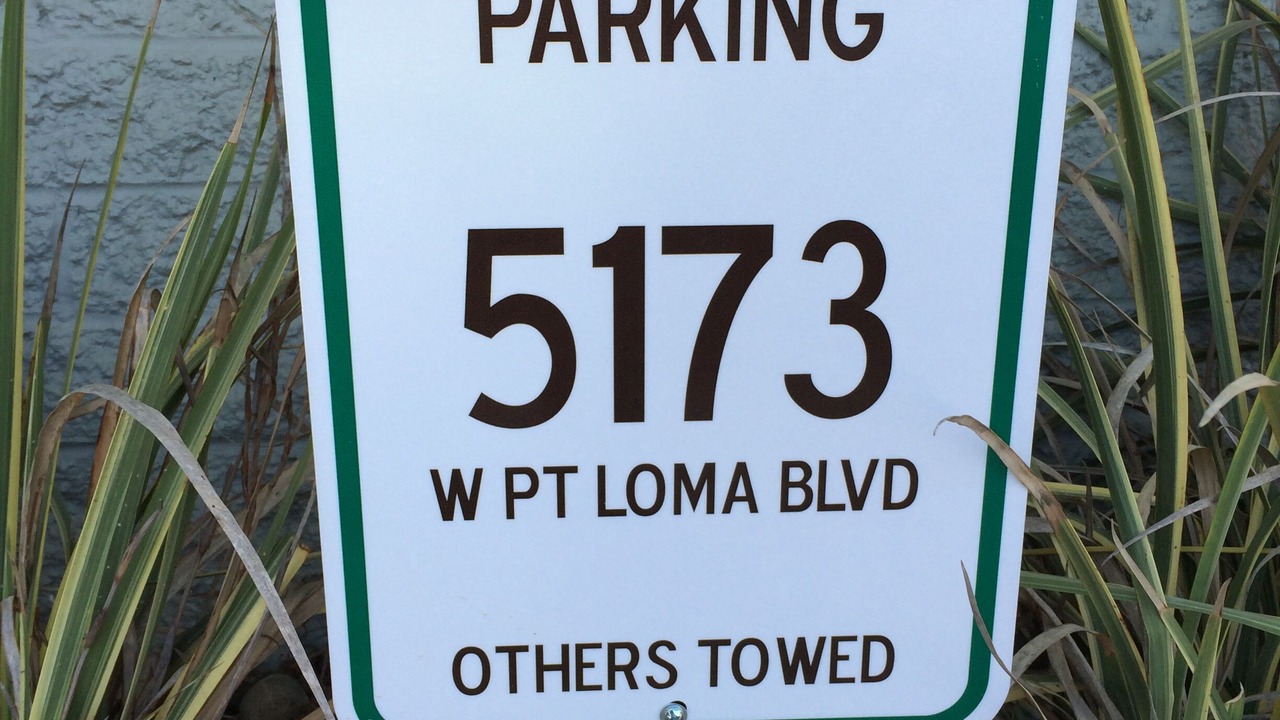 PARKING
5173
W PT LOMA BLVD
OTHERS TOWED